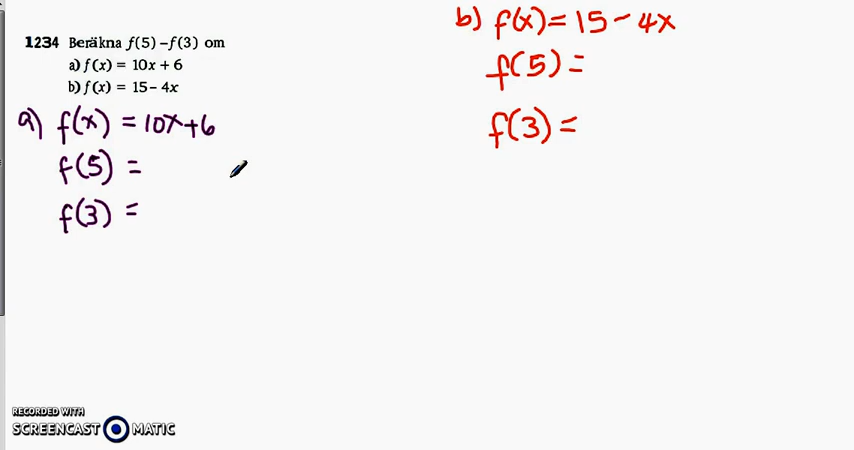 1234 Beräkna f(5) – f(3) om
a) f(x) = 10x + 6
b) f(x) = 15 – 4x
a) f(x) = 10x+6
f(5) =
f(3) =
b) f(x) = 15 – 4x
f(5) =
f(3) =
RECORDED WITH
SCREENCAST MATIC